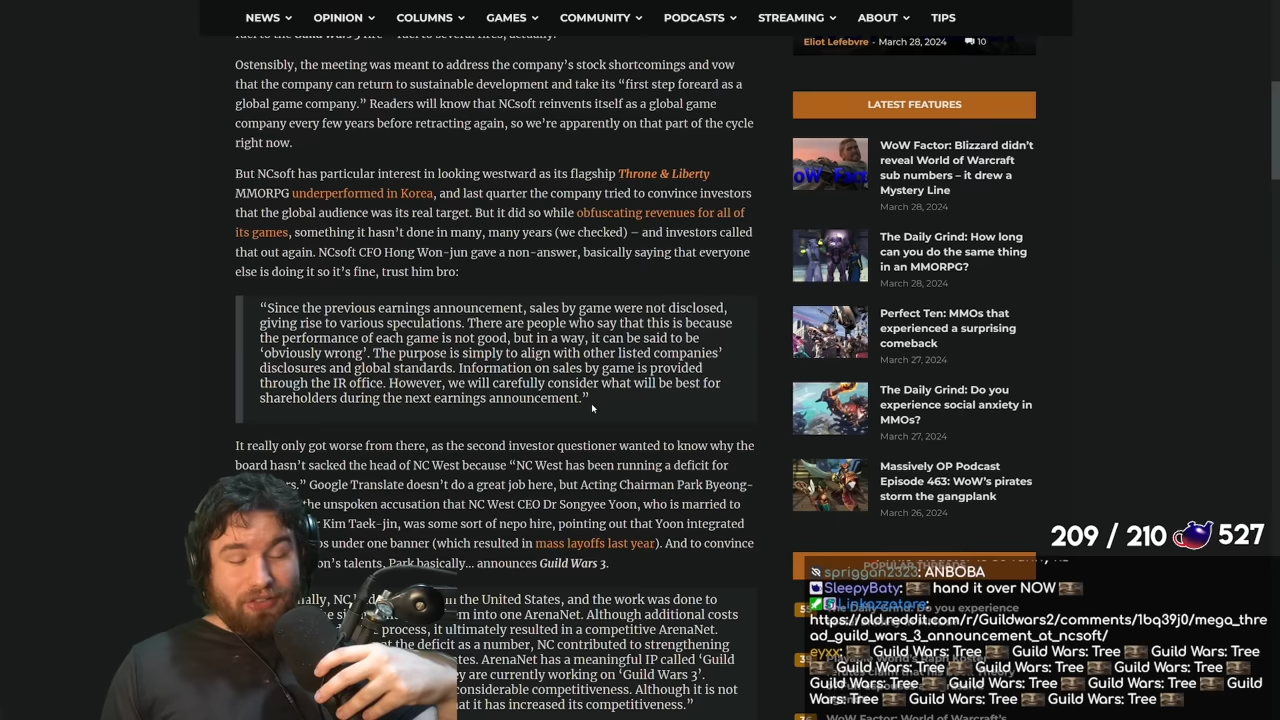 NEWS OPINION COLUMNS GAMES COMMUNITY PODCASTS STREAMING ABOUT TIPS
Ostensibly, the meeting was meant to address the company's stock shortcomings and vow
that the company can return to sustainable development and take its “first step foreard as a
global game company.” Readers will know that NCsoft reinvents itself as a global game
company every few years before retracting again, so we're apparently on that part of the cycle
right now.
But NCsoft has particular interest in looking westward as its flagship Throne & Liberty
MMORPG underperformed in Korea, and last quarter the company tried to convince investors
that the global audience was its real target. But it did so while obfuscating revenues for all of
its games, something it hasn't done in many, many years (we checked) – and investors called
that out again. NCsoft CFO Hong Won-jun gave a non-answer, basically saying that everyone
else is doing it so it's fine, trust him bro:
“Since the previous earnings announcement, sales by game were not disclosed,
giving rise to various speculations. There are people who say that this is because
the performance of each game is not good, but in a way, it can be said to be
‘obviously wrong’. The purpose is simply to align with other listed companies’
disclosures and global standards. Information on sales by game is provided
through the IR office. However, we will carefully consider what will be best for
shareholders during the next earnings announcement.”
It really only got worse from there, as the second investor questioner wanted to know why the
board hasn't sacked the head of NC West because “NC West has been running a deficit for
Google Translate doesn't do a great job here, but Acting Chairman Park Byeong-
the unspoken accusation that NC West CEO Dr Songyee Yoon, who is married to
Kim Taek-jin, was some sort of nepo hire, pointing out that Yoon integrated
under one banner (which resulted in mass layoffs last year). And to convince
talents, Park basically... announces Guild Wars 3.
in the United States, and the work was done to
into one ArenaNet. Although additional costs
process, it ultimately resulted in a competitive ArenaNet.
the deficit as a number, NC contributed to strengthening
ArenaNet has a meaningful IP called ‘Guild
are currently working on ‘Guild Wars 3’.
considerable competitiveness. Although it is not
it has increased its competitiveness.”
Eliot Lefebvre - March 28, 2024 10
LATEST FEATURES
WoW Factor: Blizzard didn't
reveal World of Warcraft
sub numbers – it drew a
Mystery Line
March 28, 2024
The Daily Grind: How long
can you do the same thing
in an MMORPG?
March 28, 2024
Perfect Ten: MMOs that
experienced a surprising
comeback
March 27, 2024
The Daily Grind: Do you
experience social anxiety in
MMOs?
March 27, 2024
Massively OP Podcast
Episode 463: WoW's pirates
storm the gangplank
March 26, 2024
209 / 210 527
spriggan2323: ANBOBA
SleepyBaty: hand it over NOW
Linkazzatore:
https://old.reddit.com/r/Guildwars2/comments/1bq39j0/mega_thre
ad_guild_wars_3_announcement_at_ncsoft/
eyxx: Guild Wars: Tree Guild Wars: Tree Guild Wars: Tree
Guild Wars: Tree Guild Wars: Tree Guild Wars: Tree
Guild Wars: Tree Guild Wars: Tree Guild Wars: Tree Guild
Wars: Tree Guild Wars: Tree Guild Wars: Tree
WoW Factor: World of Warcraft's